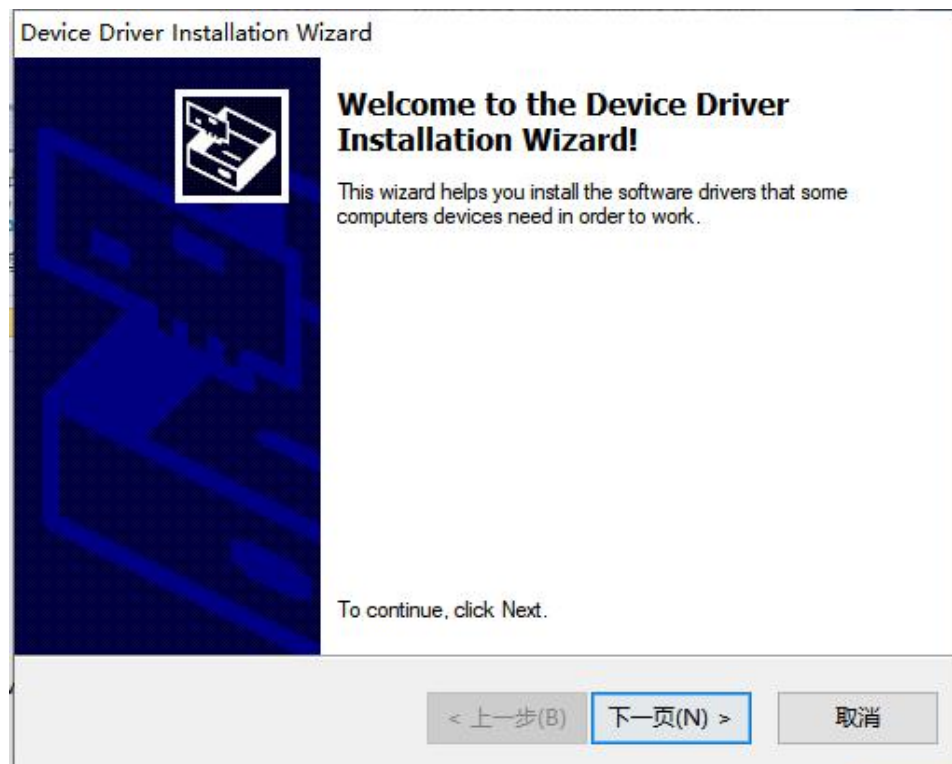 Device Driver Installation Wizard
Welcome to the Device Driver
Installation Wizard!
This wizard helps you install the software drivers that some
computers devices need in order to work.
To continue, click Next.
< 上一步(B)
下一页(N) >
取消